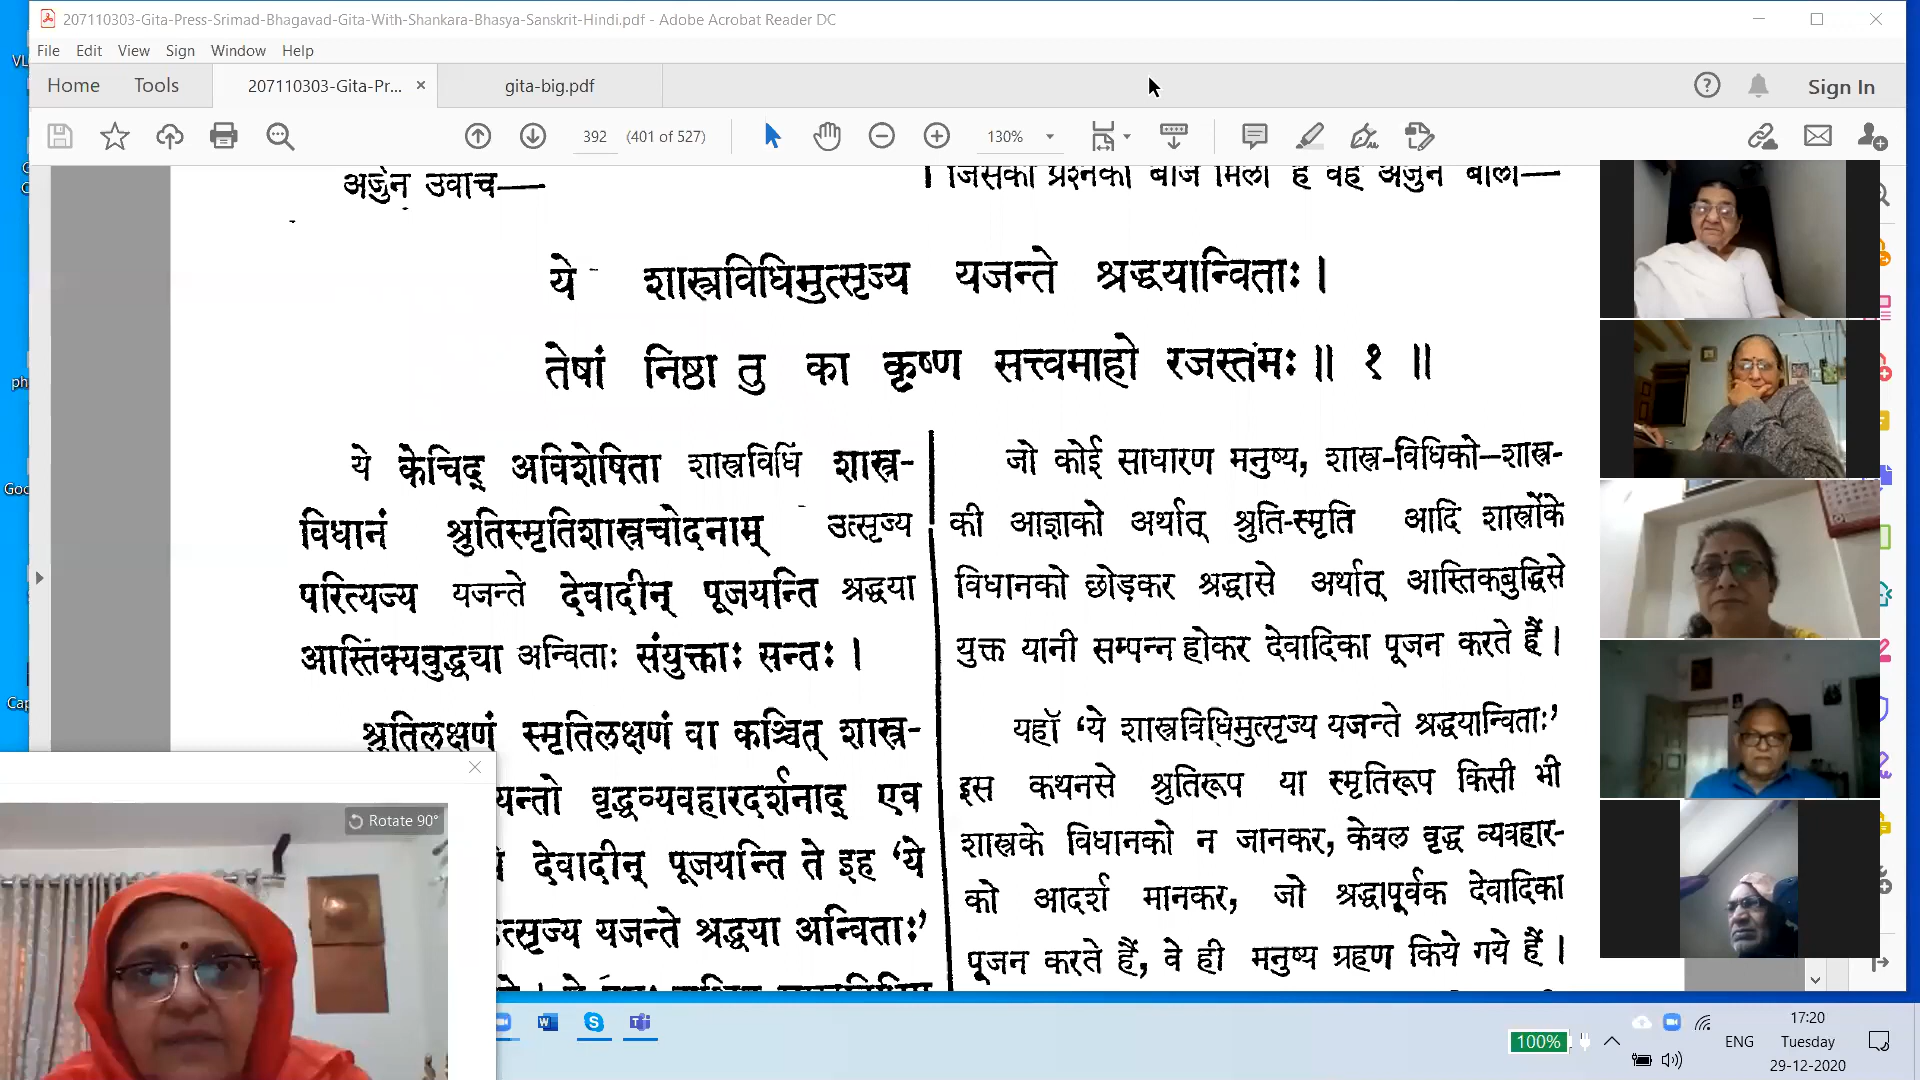 207110303-Gita-Press-Srimad-Bhagavad-Gita-With-Shankara-Bhasya-Sanskrit-Hindi.pdf - Adobe Acrobat Reader DC
File Edit View Sign Window Help
Home Tools 207110303-Gita-Pr... × gita-big.pdf Sign In
392 (401 of 527) 130%
अर्जुन उवाच—
जिसको प्रश्नका बीज मिला है वह अर्जुन बोला—
ये शास्त्रविधिमुत्सृज्य यजन्ते श्रद्धयान्विताः ।
तेषां निष्ठा तु का कृष्ण सत्त्वमाहो रजस्तमः ॥ १ ॥
ये केचिद् अविशेषिता शास्त्रविधिं शास्त्र-
विधानं श्रुतिस्मृतिशास्त्रचोदनाम् उत्सृज्य
परित्यज्य यजन्ते देवादीन् पूजयन्ति श्रद्धया
आस्तिक्यबुद्ध्या अन्विताः संयुक्ताः सन्तः ।
श्रुतिलक्षणं स्मृतिलक्षणं वा कञ्चित् शास्त्र-
वृद्धव्यवहारदर्शनाद् एव
देवादीन् पूजयन्ति ते इह ‘ये
यजन्ते श्रद्धया अन्विताः’
जो कोई साधारण मनुष्य, शास्त्र-विधिको—शास्त्र-
की आज्ञाको अर्थात् श्रुति-स्मृति आदि शास्त्रोंके
विधानको छोड़कर श्रद्धासे अर्थात् आस्तिकबुद्धिसे
युक्त यानी सम्पन्न होकर देवादिका पूजन करते हैं ।
यहाँ ‘ये शास्त्रविधिमुत्सृज्य यजन्ते श्रद्धयान्विताः’
इस कथनसे श्रुतिरूप या स्मृतिरूप किसी भी
शास्त्रके विधानको न जानकर, केवल वृद्ध व्यवहार-
को आदर्श मानकर, जो श्रद्धापूर्वक देवादिका
पूजन करते हैं, वे ही मनुष्य ग्रहण किये गये हैं ।
Rotate 90°
100%
ENG
17:20
Tuesday
29-12-2020